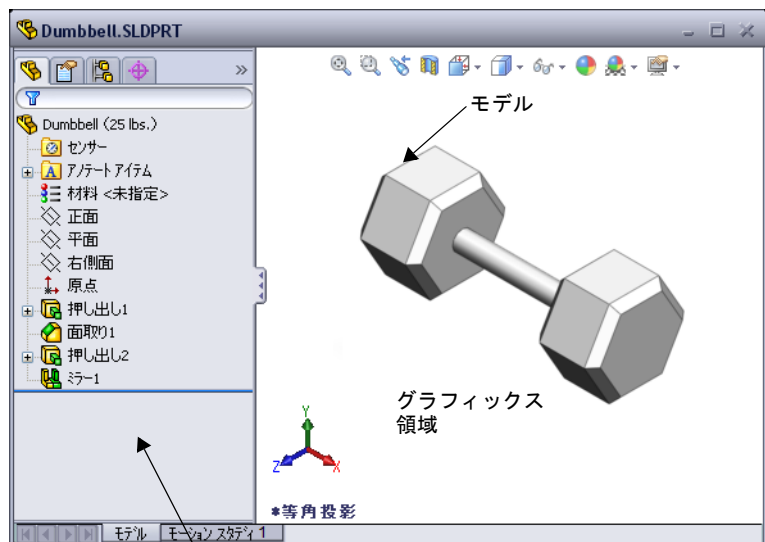 Dumbbell.SLDPRT
モデル
Dumbbell (25 lbs.)
センサー
A アノテート アイテム
材料 <未指定>
正面
平面
右側面
原点
押し出し1
面取り1
押し出し2
ミラー1
グラフィックス
領域
Y
Z X
*等角投影
モデル モーション スタディ 1